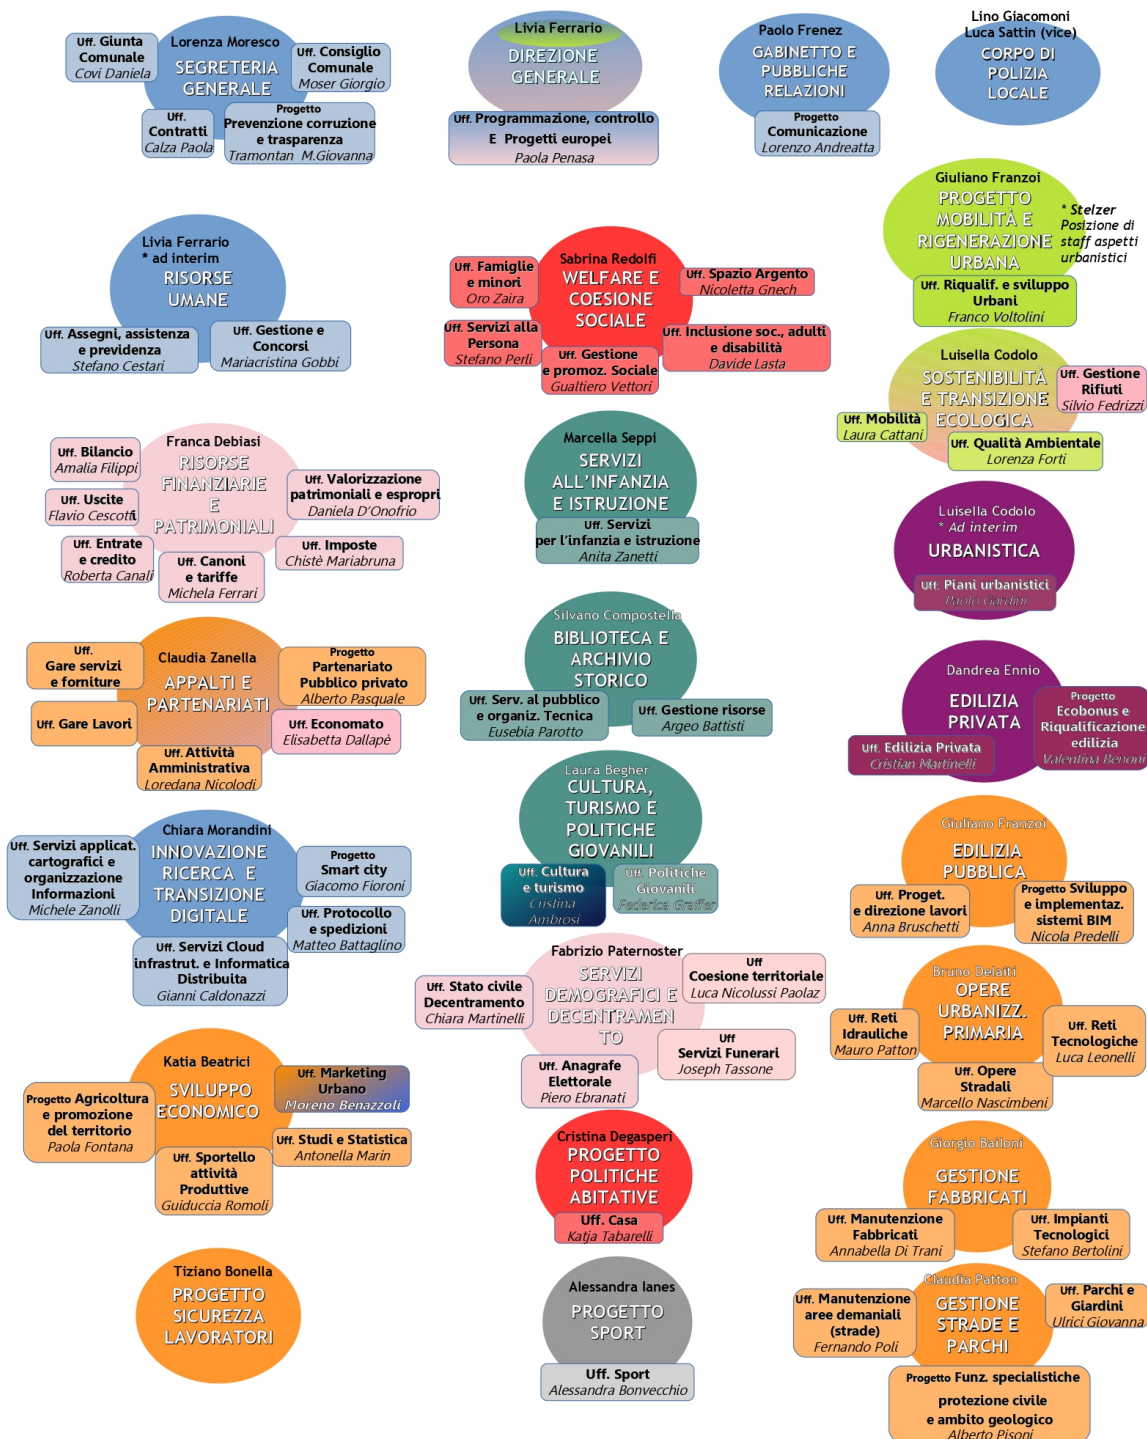 Lorenza Moresco
SEGRETERIA
GENERALE
Uff. Giunta
Comunale
Covi Daniela
Uff. Consiglio
Comunale
Moser Giorgio
Uff.
Contratti
Calza Paola
Progetto
Prevenzione corruzione
e trasparenza
Tramontan M.Giovanna
Livia Ferrario
DIREZIONE
GENERALE
Uff. Programmazione, controllo
E Progetti europei
Paola Penasa
Paolo Frenez
GABINETTO E
PUBBLICHE
RELAZIONI
Progetto
Comunicazione
Lorenzo Andreatta
Lino Giacomoni
Luca Sattin (vice)
CORPO DI
POLIZIA
LOCALE
Livia Ferrario
* ad interim
RISORSE
UMANE
Uff. Assegni, assistenza
e previdenza
Stefano Cestari
Uff. Gestione e
Concorsi
Mariacristina Gobbi
Sabrina Redolfi
WELFARE E
COESIONE
SOCIALE
Uff. Famiglie
e minori
Oro Zaira
Uff. Spazio Argento
Nicoletta Gnech
Uff. Servizi alla
Persona
Stefano Perli
Uff. Gestione
e promoz. Sociale
Gualtiero Vettori
Uff. Inclusione soc., adulti
e disabilità
Davide Lasta
Giuliano Franzoi
PROGETTO
MOBILITÀ E
RIGENERAZIONE
URBANA
* Stelzer
Posizione di
staff aspetti
urbanistici
Uff. Riqualif. e sviluppo
Urbani
Franco Voltolini
Luisella Codolo
SOSTENIBILITÀ
E TRANSIZIONE
ECOLOGICA
Uff. Gestione
Rifiuti
Silvio Fedrizzi
Uff. Mobilità
Laura Cattani
Uff. Qualità Ambientale
Lorenza Forti
Franca Debiasi
RISORSE
FINANZIARIE
E
PATRIMONIALI
Uff. Bilancio
Amalia Filippi
Uff. Uscite
Flavio Cescotti
Uff. Entrate
e credito
Roberta Canali
Uff. Canoni
e tariffe
Michela Ferrari
Uff. Imposte
Chistè Mariabruna
Uff. Valorizzazione
patrimoniali e espropri
Daniela D'Onofrio
Marcella Seppi
SERVIZI
ALL'INFANZIA
E ISTRUZIONE
Uff. Servizi
per l'infanzia e istruzione
Anita Zanetti
Luisella Codolo
* Ad interim
URBANISTICA
Uff. Piani urbanistici
Paolo Gardini
Claudia Zanella
APPALTI E
PARTENARIATI
Uff.
Gare servizi
e forniture
Uff. Gare Lavori
Progetto
Partenariato
Pubblico privato
Alberto Pasquale
Uff. Economato
Elisabetta Dallapè
Uff. Attività
Amministrativa
Loredana Nicolodi
Silvano Compostella
BIBLIOTECA E
ARCHIVIO
STORICO
Uff. Serv. al pubblico
e organiz. Tecnica
Eusebia Parotto
Uff. Gestione risorse
Argeo Battisti
Dandrea Ennio
EDILIZIA
PRIVATA
Progetto
Ecobonus e
Riqualificazione
edilizia
Valentina Benoni
Uff. Edilizia Privata
Cristian Martinelli
Laura Begher
CULTURA,
TURISMO E
POLITICHE
GIOVANILI
Uff. Cultura
e turismo
Cristina
Ambrosi
Uff. Politiche
Giovanili
Federica Graffer
Chiara Morandini
INNOVAZIONE
RICERCA E
TRANSIZIONE
DIGITALE
Uff. Servizi applicat.
cartografici e
organizzazione
Informazioni
Michele Zanolli
Progetto
Smart city
Giacomo Fioroni
Uff. Protocollo
e spedizioni
Matteo Battaglino
Uff. Servizi Cloud
infrastrut. e Informatica
Distribuita
Gianni Caldonazzi
Giuliano Franzoi
EDILIZIA
PUBBLICA
Uff. Proget.
e direzione lavori
Anna Bruschetti
Progetto Sviluppo
e implementaz.
sistemi BIM
Nicola Predelli
Fabrizio Paternoster
SERVIZI
DEMOGRAFICI E
DECENTRAMEN
TO
Uff
Coesione territoriale
Luca Nicolussi Paolaz
Uff. Stato civile
Decentramento
Chiara Martinelli
Uff
Servizi Funerari
Joseph Tassone
Uff. Anagrafe
Elettorale
Piero Ebranati
Bruno Delaiti
OPERE
URBANIZZ.
PRIMARIA
Uff. Reti
Idrauliche
Mauro Patton
Uff. Reti
Tecnologiche
Luca Leonelli
Uff. Opere
Stradali
Marcello Nascimbeni
Katia Beatrici
SVILUPPO
ECONOMICO
Uff. Marketing
Urbano
Moreno Benazzoli
Progetto Agricoltura
e promozione
del territorio
Paola Fontana
Uff. Studi e Statistica
Antonella Marin
Uff. Sportello
attività
Produttive
Guiduccia Romoli
Cristina Degasperi
PROGETTO
POLITICHE
ABITATIVE
Uff. Casa
Katja Tabarelli
Giorgio Bailoni
GESTIONE
FABBRICATI
Uff. Manutenzione
Fabbricati
Annabella Di Trani
Uff. Impianti
Tecnologici
Stefano Bertolini
Tiziano Bonella
PROGETTO
SICUREZZA
LAVORATORI
Alessandra Ianes
PROGETTO
SPORT
Uff. Sport
Alessandra Bonvecchio
Claudia Patton
GESTIONE
STRADE E
PARCHI
Uff. Manutenzione
aree demaniali
(strade)
Fernando Poli
Uff. Parchi e
Giardini
Ulrici Giovanna
Progetto Funz. specialistiche
protezione civile
e ambito geologico
Alberto Pisoni